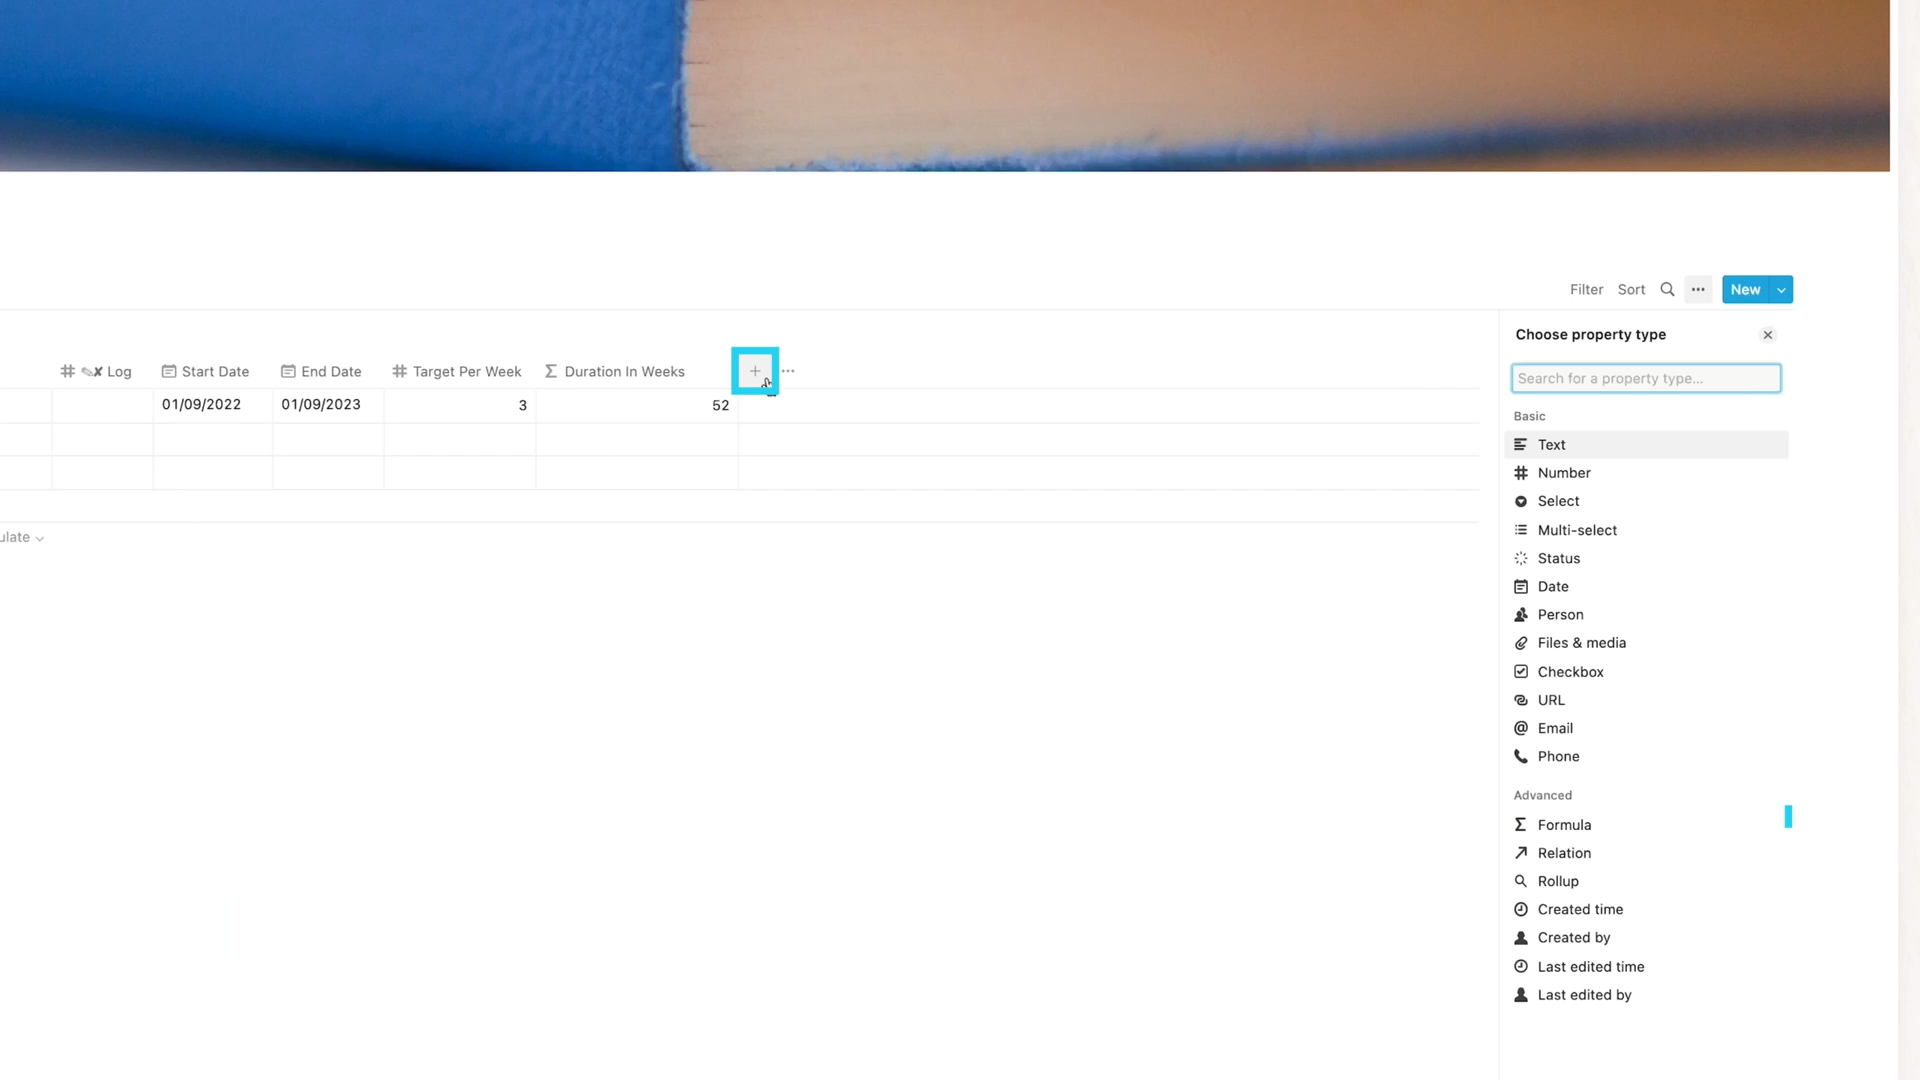 Filter Sort New
Choose property type
Log Start Date End Date Target Per Week Duration In Weeks
Search for a property type...
01/09/2022 01/09/2023 3 52
Basic
Text
Number
Select
Multi-select
ulate
Status
Date
Person
Files & media
Checkbox
URL
Email
Phone
Advanced
Formula
Relation
Rollup
Created time
Created by
Last edited time
Last edited by